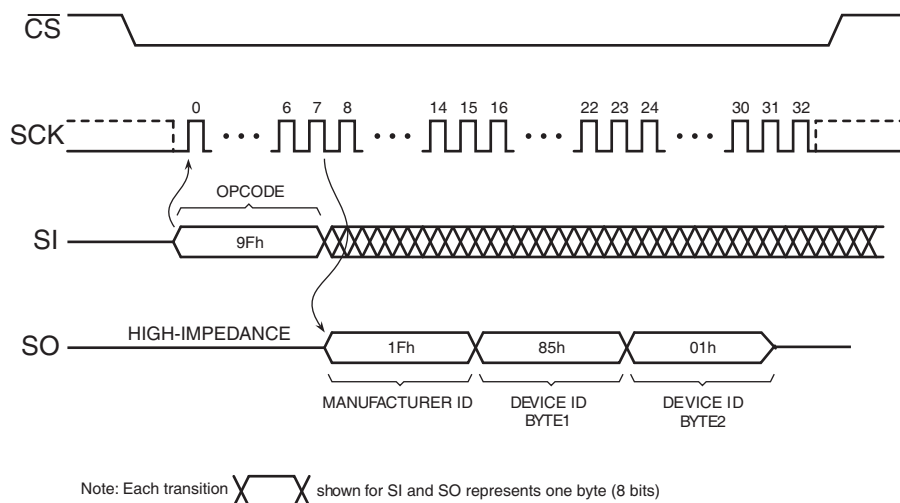 CS
0 6 7 8 14 15 16 22 23 24 30 31 32
SCK
OPCODE
SI
9Fh
HIGH-IMPEDANCE
SO
1Fh 85h 01h
MANUFACTURER ID DEVICE ID DEVICE ID
BYTE1 BYTE2
Note: Each transition shown for SI and SO represents one byte (8 bits)